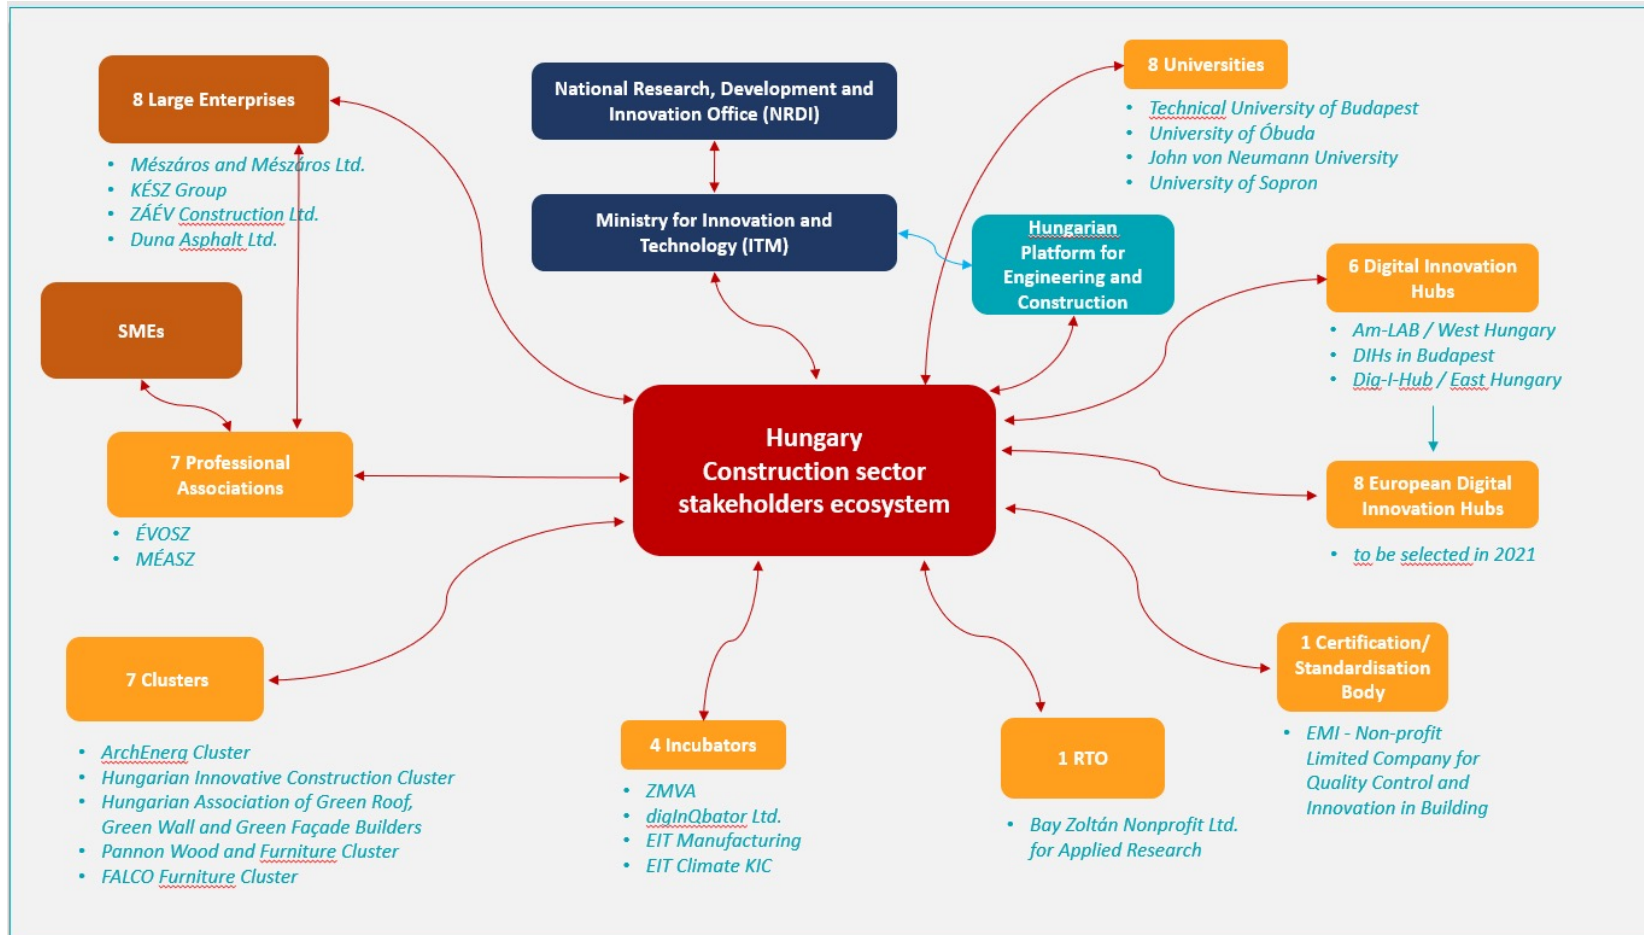 8 Large Enterprises
• Mészáros and Mészáros Ltd.
• KÉSZ Group
• ZÁÉV Construction Ltd.
• Duna Asphalt Ltd.
SMEs
7 Professional
Associations
• ÉVOSZ
• MÉASZ
7 Clusters
• ArchEnerg Cluster
• Hungarian Innovative Construction Cluster
• Hungarian Association of Green Roof,
Green Wall and Green Façade Builders
• Pannon Wood and Furniture Cluster
• FALCO Furniture Cluster
National Research, Development and
Innovation Office (NRDI)
Ministry for Innovation and
Technology (ITM)
Hungarian
Platform for
Engineering and
Construction
Hungary
Construction sector
stakeholders ecosystem
4 Incubators
• ZMVA
• digInQbator Ltd.
• EIT Manufacturing
• EIT Climate KIC
1 RTO
• Bay Zoltán Nonprofit Ltd.
for Applied Research
8 Universities
• Technical University of Budapest
• University of Óbuda
• John von Neumann University
• University of Sopron
6 Digital Innovation
Hubs
• Am-LAB / West Hungary
• DIHs in Budapest
• Dig-I-Hub / East Hungary
8 European Digital
Innovation Hubs
• to be selected in 2021
1 Certification/
Standardisation
Body
• EMI - Non-profit
Limited Company for
Quality Control and
Innovation in Building